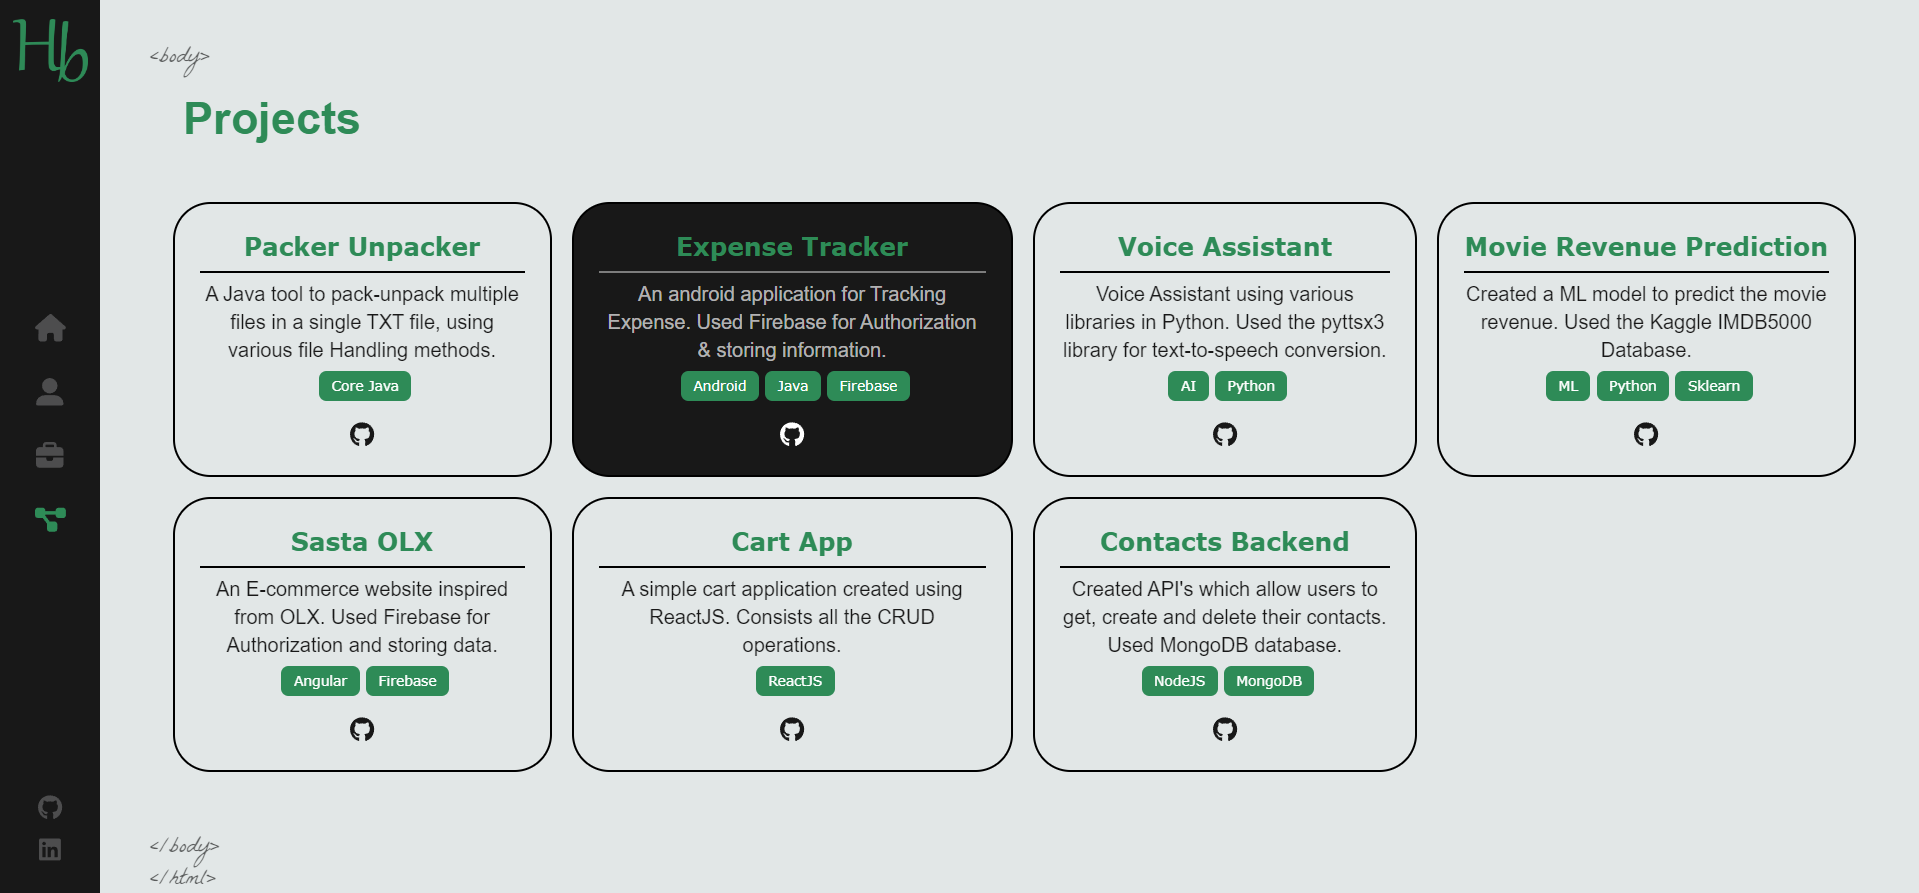 Hb
<body>
Projects
Packer Unpacker
A Java tool to pack-unpack multiple
files in a single TXT file, using
various file Handling methods.
Core Java
Expense Tracker
An android application for Tracking
Expense. Used Firebase for Authorization
& storing information.
Android Java Firebase
Voice Assistant
Voice Assistant using various
libraries in Python. Used the pyttsx3
library for text-to-speech conversion.
AI Python
Movie Revenue Prediction
Created a ML model to predict the movie
revenue. Used the Kaggle IMDB5000
Database.
ML Python Sklearn
Sasta OLX
An E-commerce website inspired
from OLX. Used Firebase for
Authorization and storing data.
Angular Firebase
Cart App
A simple cart application created using
ReactJS. Consists all the CRUD
operations.
ReactJS
Contacts Backend
Created API's which allow users to
get, create and delete their contacts.
Used MongoDB database.
NodeJS MongoDB
in
</body>
</html>